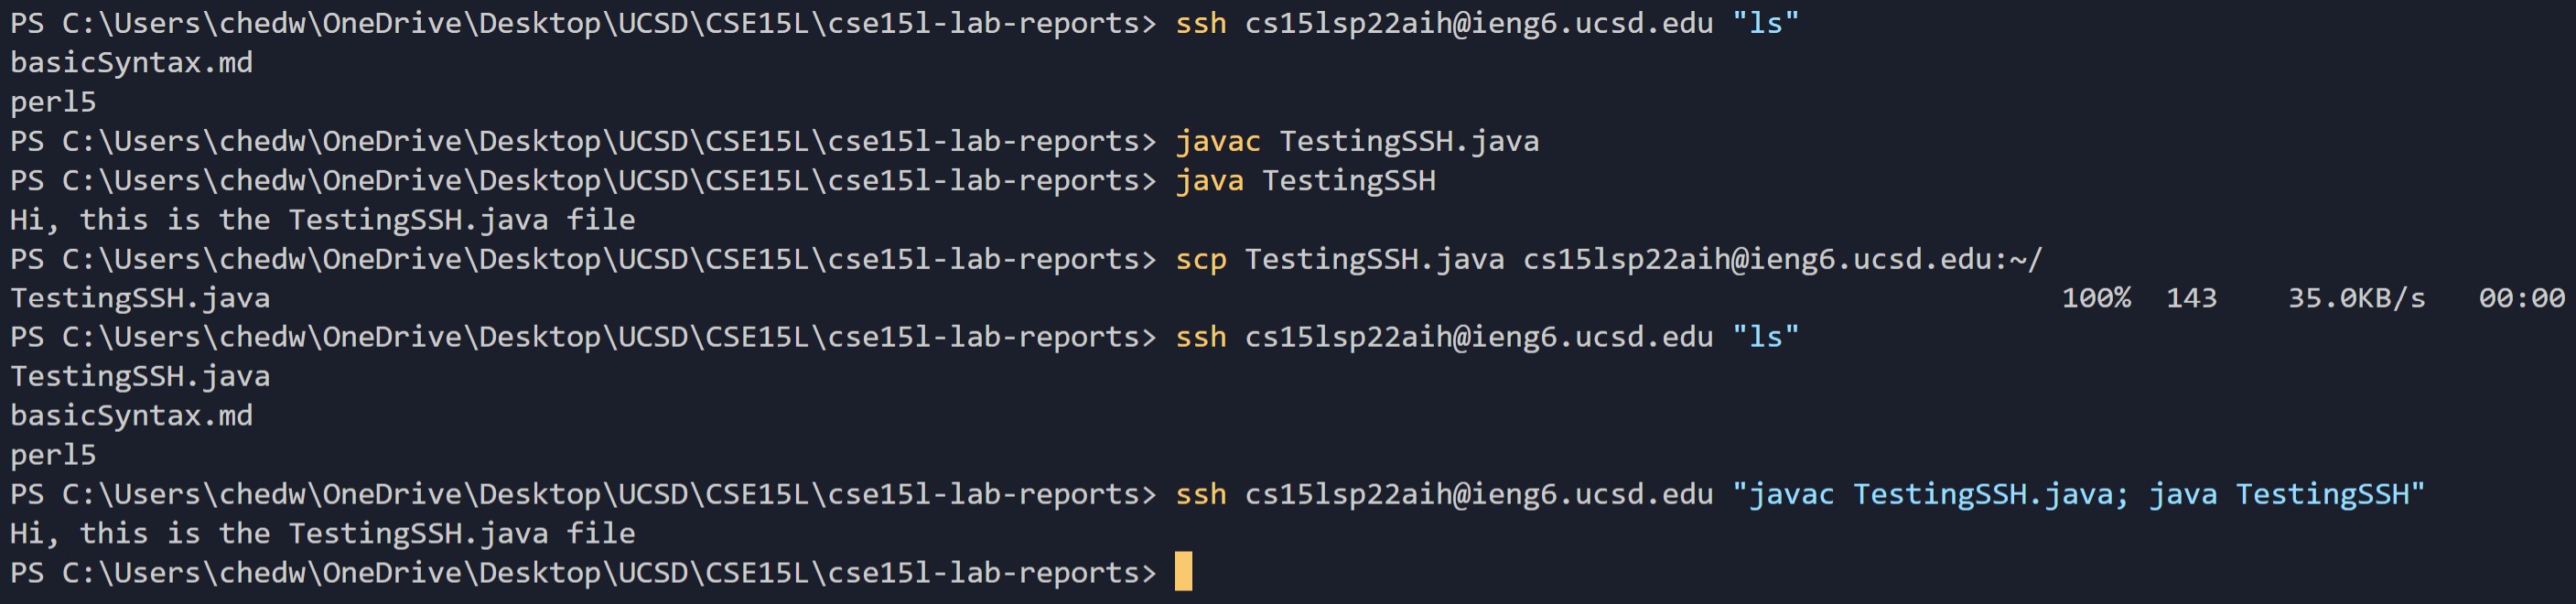 PS C:\Users\chedw\OneDrive\Desktop\UCSD\CSE15L\cse15l-lab-reports> ssh cs15lsp22aih@ieng6.ucsd.edu "ls"
basicSyntax.md
perl5
PS C:\Users\chedw\OneDrive\Desktop\UCSD\CSE15L\cse15l-lab-reports> javac TestingSSH.java
PS C:\Users\chedw\OneDrive\Desktop\UCSD\CSE15L\cse15l-lab-reports> java TestingSSH
Hi, this is the TestingSSH.java file
PS C:\Users\chedw\OneDrive\Desktop\UCSD\CSE15L\cse15l-lab-reports> scp TestingSSH.java cs15lsp22aih@ieng6.ucsd.edu:~/
TestingSSH.java 100% 143 35.0KB/s 00:00
PS C:\Users\chedw\OneDrive\Desktop\UCSD\CSE15L\cse15l-lab-reports> ssh cs15lsp22aih@ieng6.ucsd.edu "ls"
TestingSSH.java
basicSyntax.md
perl5
PS C:\Users\chedw\OneDrive\Desktop\UCSD\CSE15L\cse15l-lab-reports> ssh cs15lsp22aih@ieng6.ucsd.edu "javac TestingSSH.java; java TestingSSH"
Hi, this is the TestingSSH.java file
PS C:\Users\chedw\OneDrive\Desktop\UCSD\CSE15L\cse15l-lab-reports>